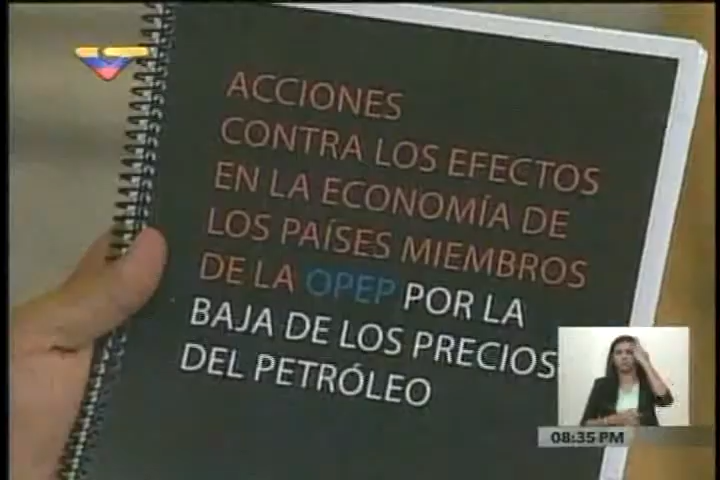 ACCIONES
CONTRA LOS EFECTOS
EN LA ECONOMÍA DE
LOS PAÍSES MIEMBROS
DE LA OPEP POR LA
BAJA DE LOS PRECIOS
DEL PETRÓLEO
08:35 PM